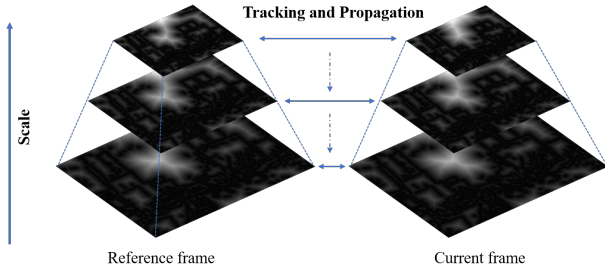 Tracking and Propagation
Scale
Reference frame
Current frame